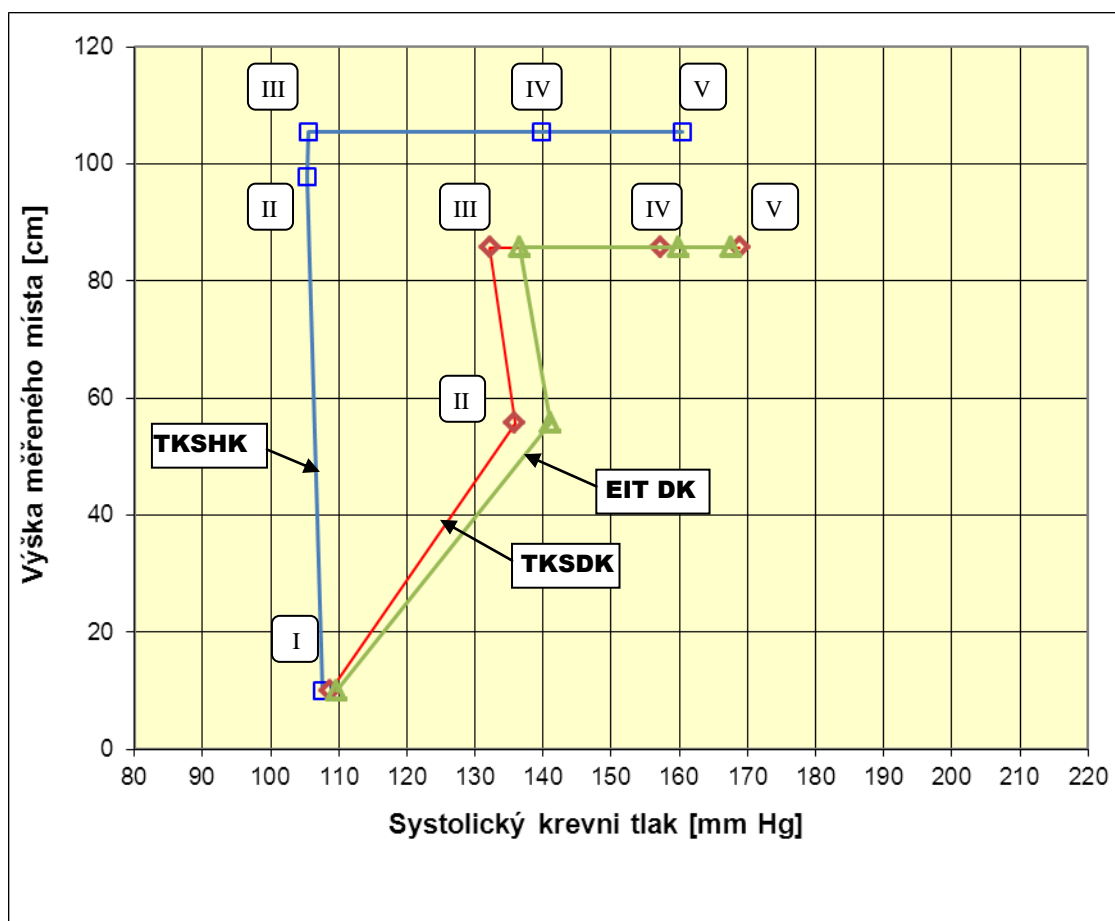 120
100
80
60
40
20
0
Výška měřeného místa [cm]
III
IV
V
II
III
IV
V
II
TKSHK
EIT DK
TKSDK
I
80 90 100 110 120 130 140 150 160 170 180 190 200 210 220
Systolický krevni tlak [mm Hg]